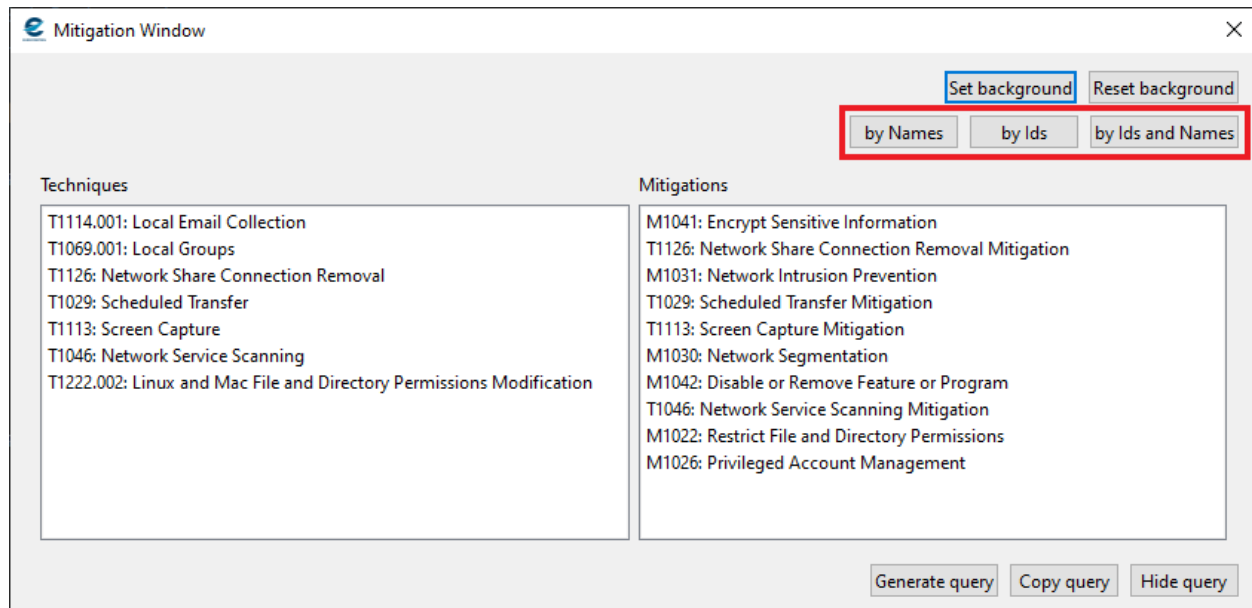 Mitigation Window
Set background Reset background
by Names by Ids by Ids and Names
Techniques
T1114.001: Local Email Collection
T1069.001: Local Groups
T1126: Network Share Connection Removal
T1029: Scheduled Transfer
T1113: Screen Capture
T1046: Network Service Scanning
T1222.002: Linux and Mac File and Directory Permissions Modification
Mitigations
M1041: Encrypt Sensitive Information
T1126: Network Share Connection Removal Mitigation
M1031: Network Intrusion Prevention
T1029: Scheduled Transfer Mitigation
T1113: Screen Capture Mitigation
M1030: Network Segmentation
M1042: Disable or Remove Feature or Program
T1046: Network Service Scanning Mitigation
M1022: Restrict File and Directory Permissions
M1026: Privileged Account Management
Generate query Copy query Hide query